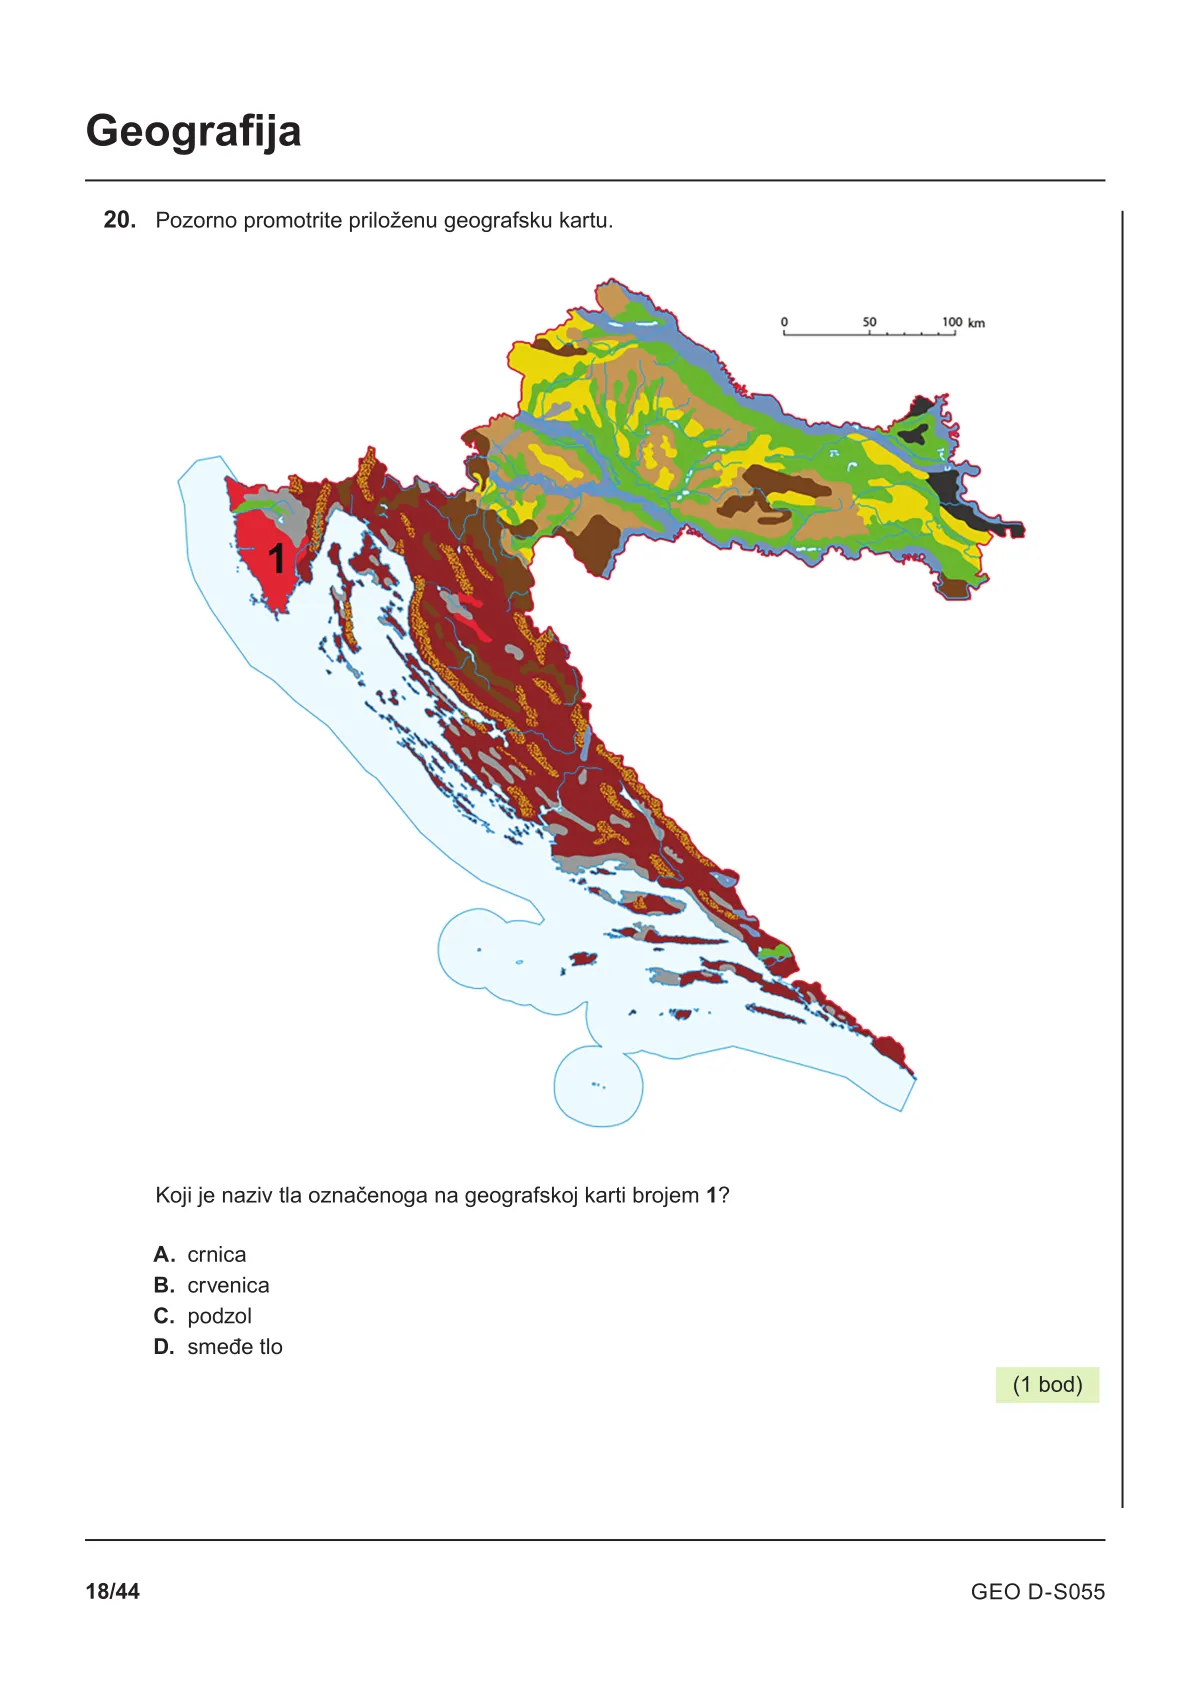 Geografija
20. Pozorno promotrite priloženu geografsku kartu.
0 50 100 km
1
Koji je naziv tla označenoga na geografskoj karti brojem 1?
A. crnica
B. crvenica
C. podzol
D. smeđe tlo
(1 bod)
18/44
GEO D-S055